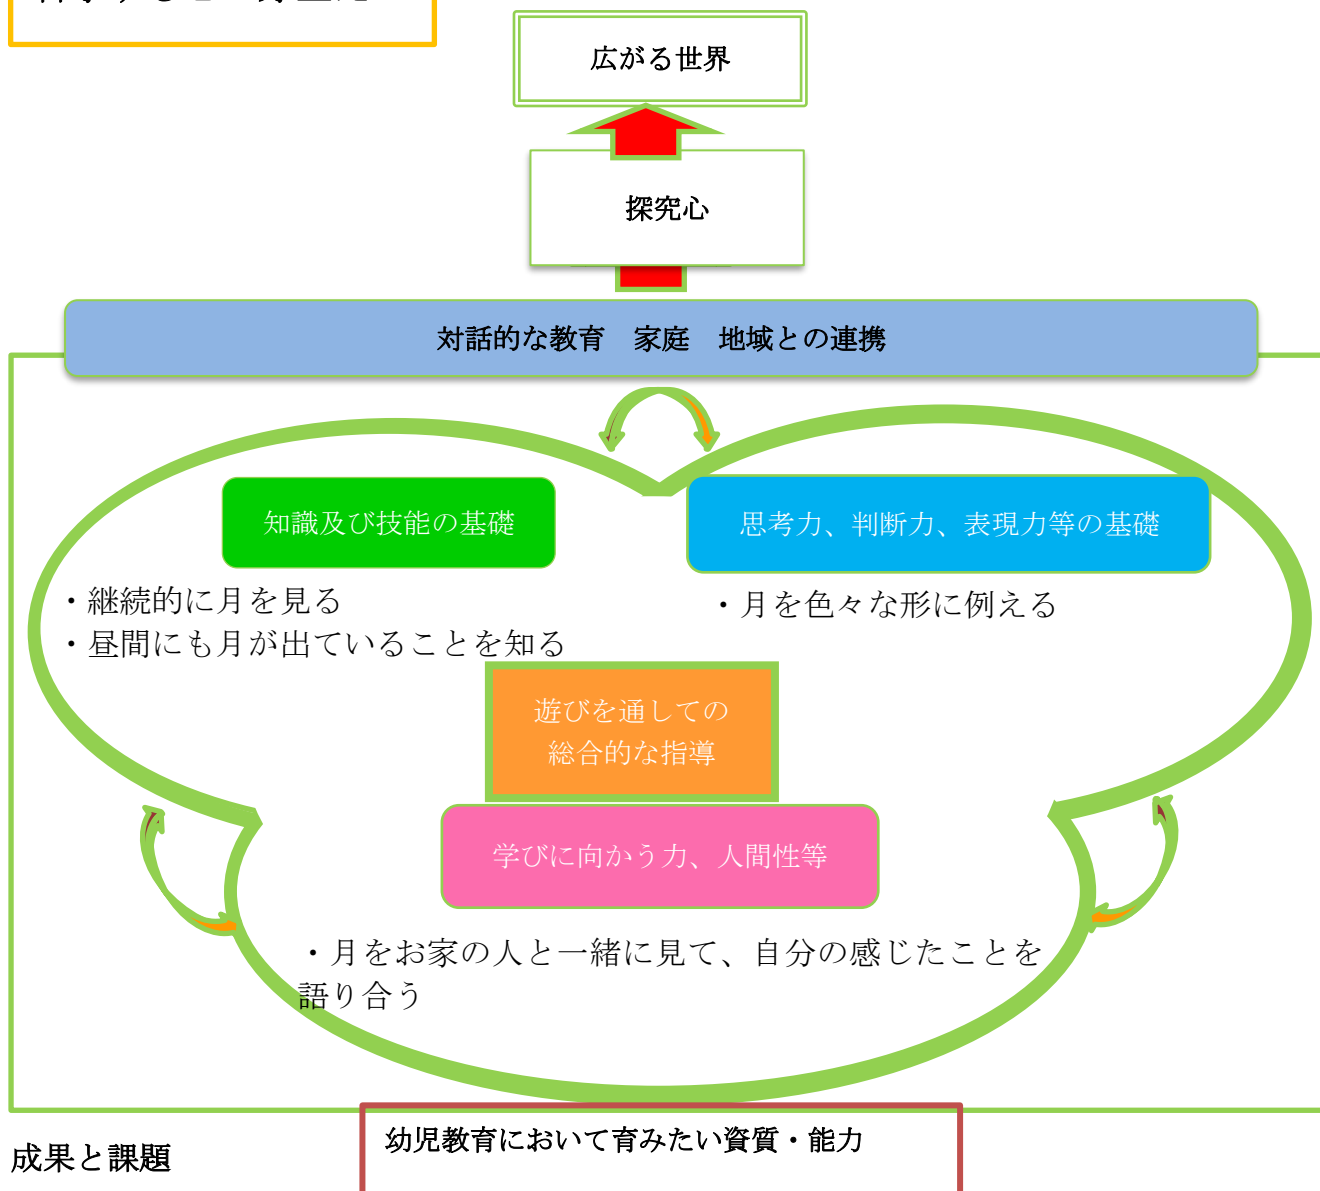 広がる世界
探究心
対話的な教育　家庭　地域との連携
知識及び技能の基礎
思考力、判断力、表現力等の基礎
・継続的に月を見る
・昼間にも月が出ていることを知る
・月を色々な形に例える
遊びを通しての
総合的な指導
学びに向かう力、人間性等
・月をお家の人と一緒に見て、自分の感じたことを
語り合う
幼児教育において育みたい資質・能力
成果と課題